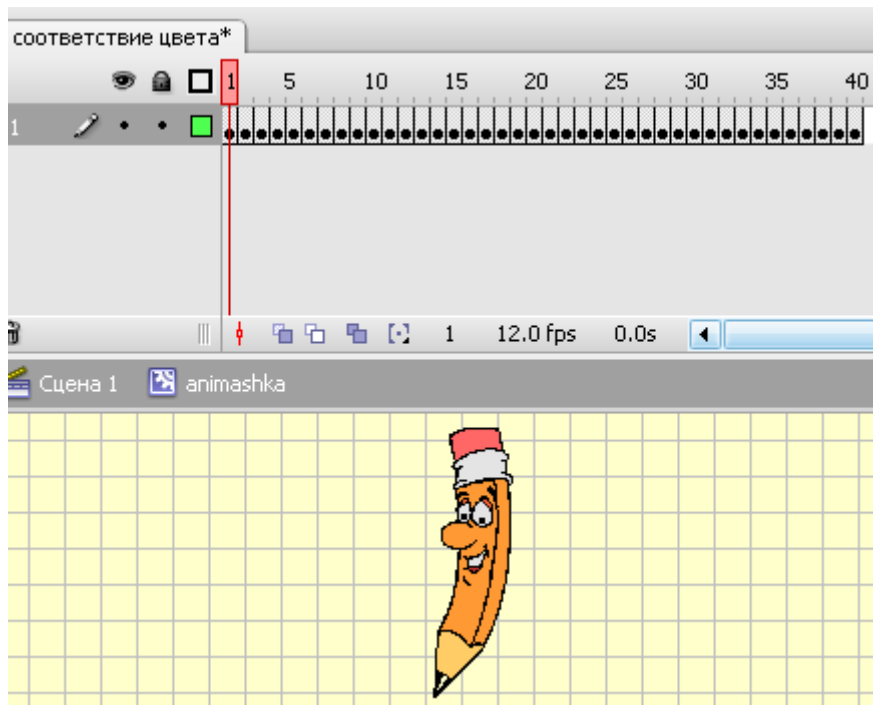 соответствие цвета*
1 5 10 15 20 25 30 35 40
1
1 12.0 fps 0.0s
Сцена 1 animashka